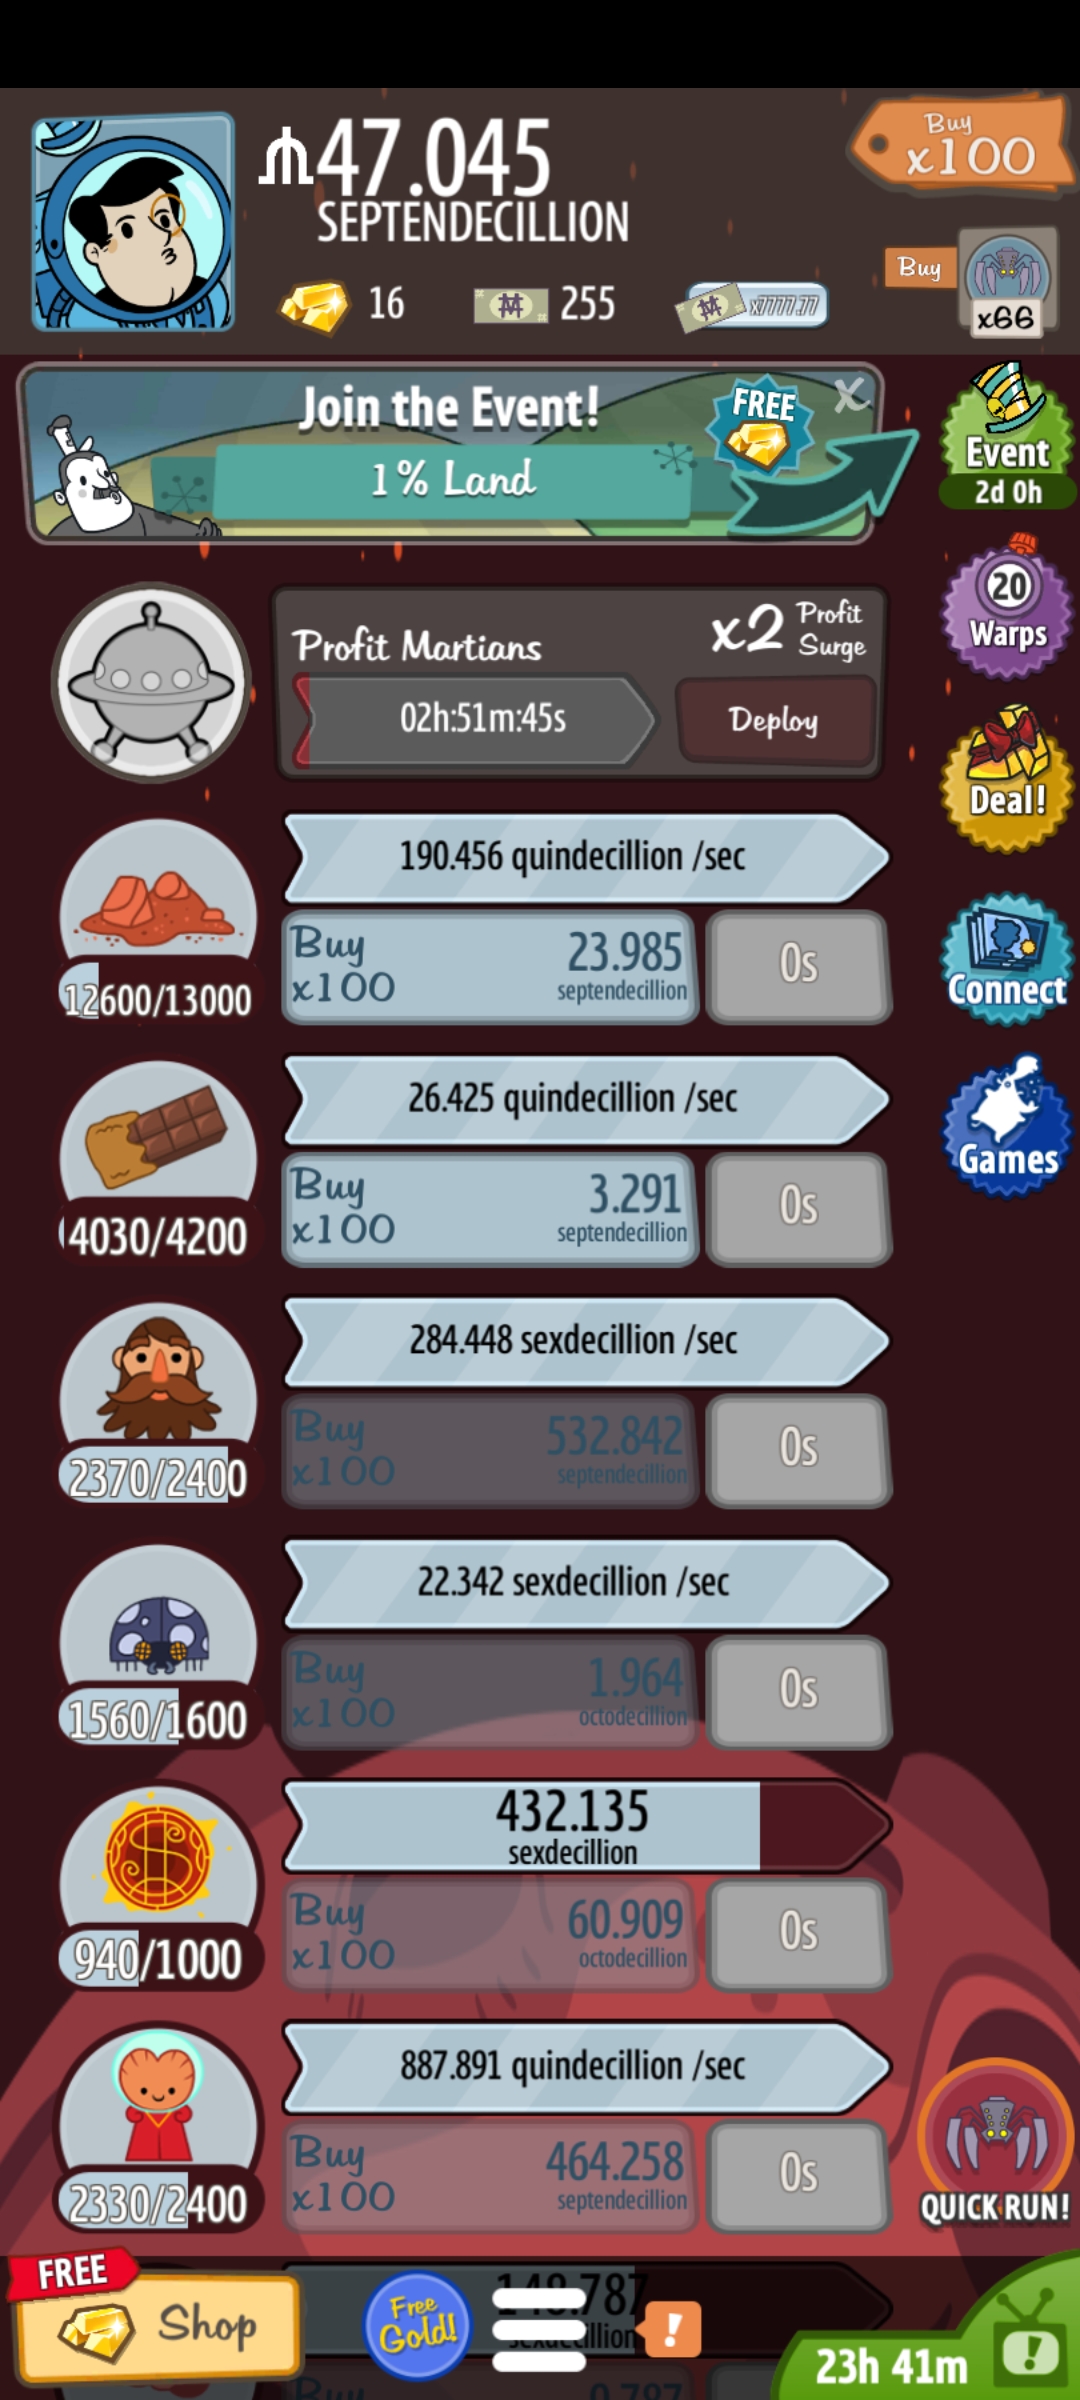 47.045
SEPTENDECILLION
Buy
x100
16
255
x7777.77
Buy
x66
Join the Event!
1% Land
FREE
X
Event
2d 0h
Profit Martians
x2 Profit Surge
02h:51m:45s
Deploy
20
Warps
Deal!
190.456 quindecillion /sec
Buy
x100
23.985
septendecillion
0s
12600/13000
Connect
26.425 quindecillion /sec
Buy
x100
3.291
septendecillion
0s
4030/4200
Games
284.448 sexdecillion /sec
Buy
x100
532.842
septendecillion
0s
2370/2400
22.342 sexdecillion /sec
Buy
x100
1.964
octodecillion
0s
1560/1600
432.135
sexdecillion
Buy
x100
60.909
octodecillion
0s
940/1000
887.891 quindecillion /sec
Buy
x100
464.258
septendecillion
0s
2330/2400
QUICK RUN!
FREE
Shop
Free
Gold!
148.787
!
23h 41m
!
Buy